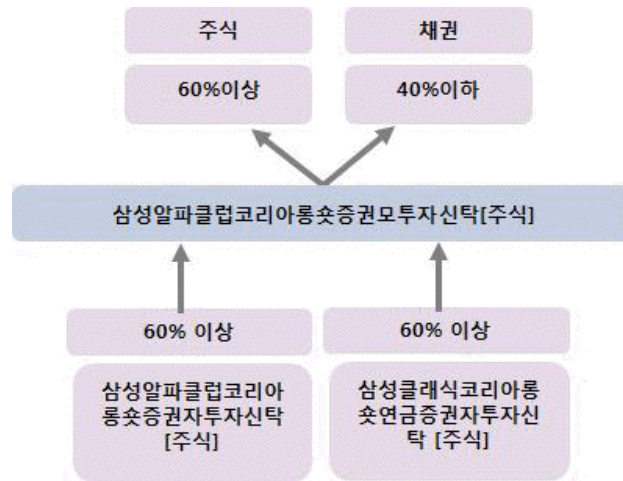 주식
채권
60%이상
40%이하
삼성알파클럽코리아롱숏증권모투자신탁[주식]
60% 이상
60% 이상
삼성알파클럽코리아
롱숏증권자투자신탁
[주식]
삼성클래식코리아롱
숏연금증권자투자신
탁 [주식]